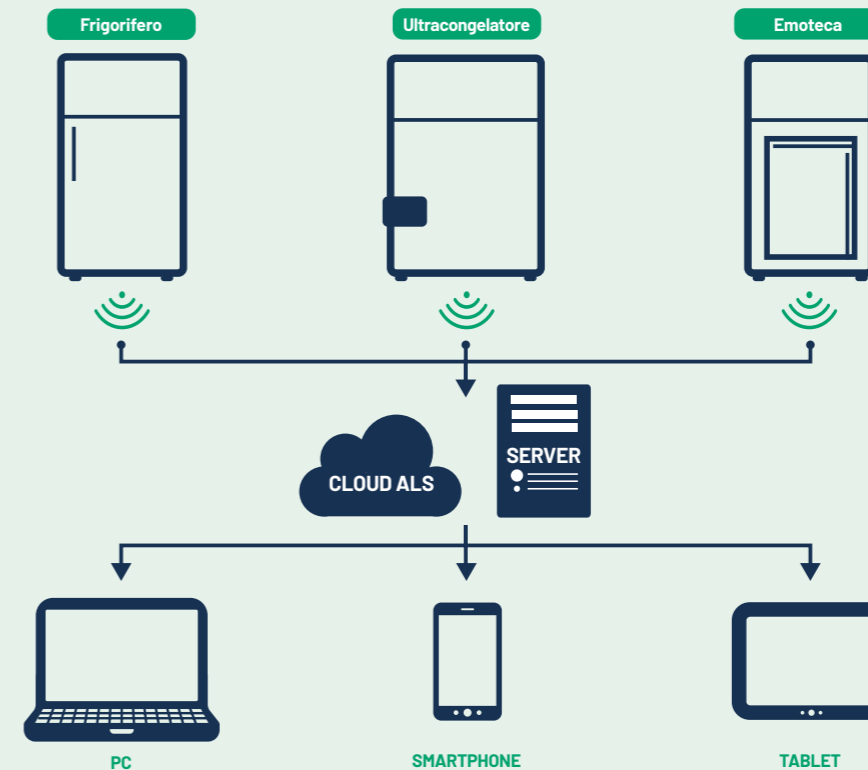 Frigorifero
Ultracongelatore
Emoteca
CLOUD ALS
SERVER
PC
SMARTPHONE
TABLET